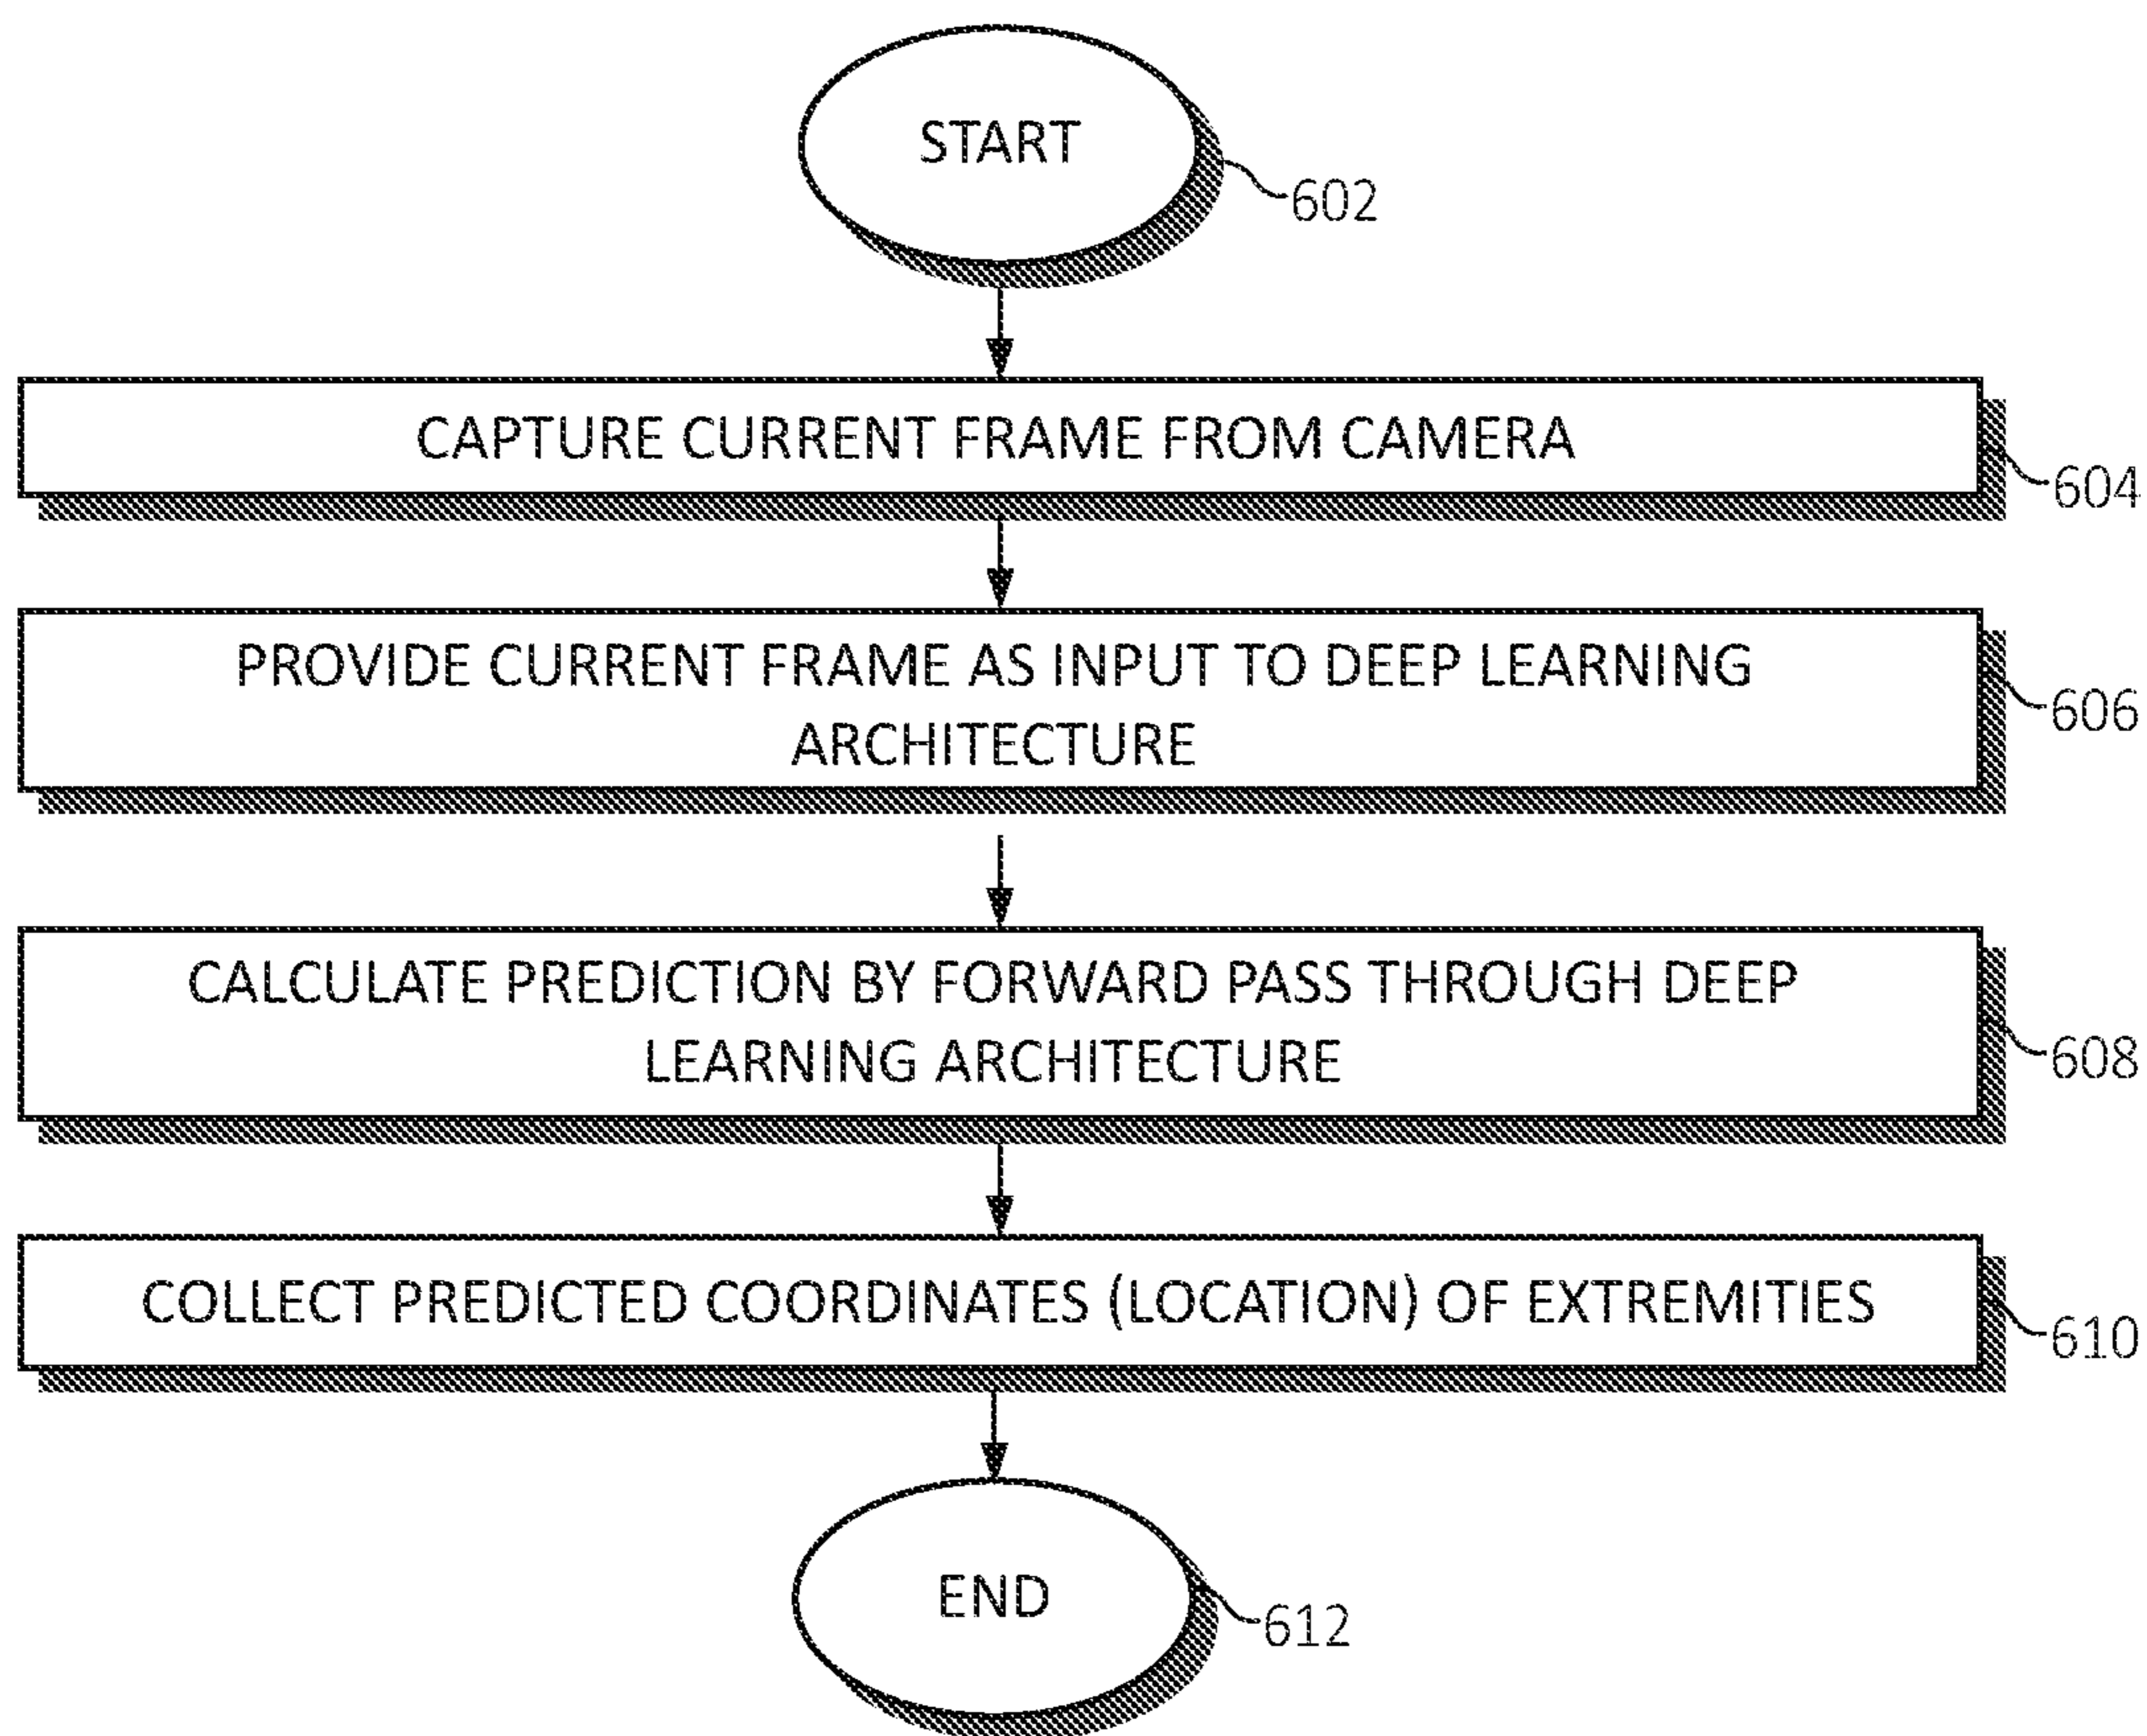 START
602
CAPTURE CURRENT FRAME FROM CAMERA
604
PROVIDE CURRENT FRAME AS INPUT TO DEEP LEARNING
ARCHITECTURE
606
CALCULATE PREDICTION BY FORWARD PASS THROUGH DEEP
LEARNING ARCHITECTURE
608
COLLECT PREDICTED COORDINATES (LOCATION) OF EXTREMITIES
610
END
612